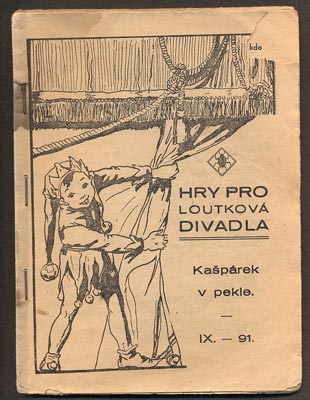 kdo
HRY PRO
LOUTKOVÁ
DIVADLA
Kašpárek
v pekle.
—
IX. — 91.